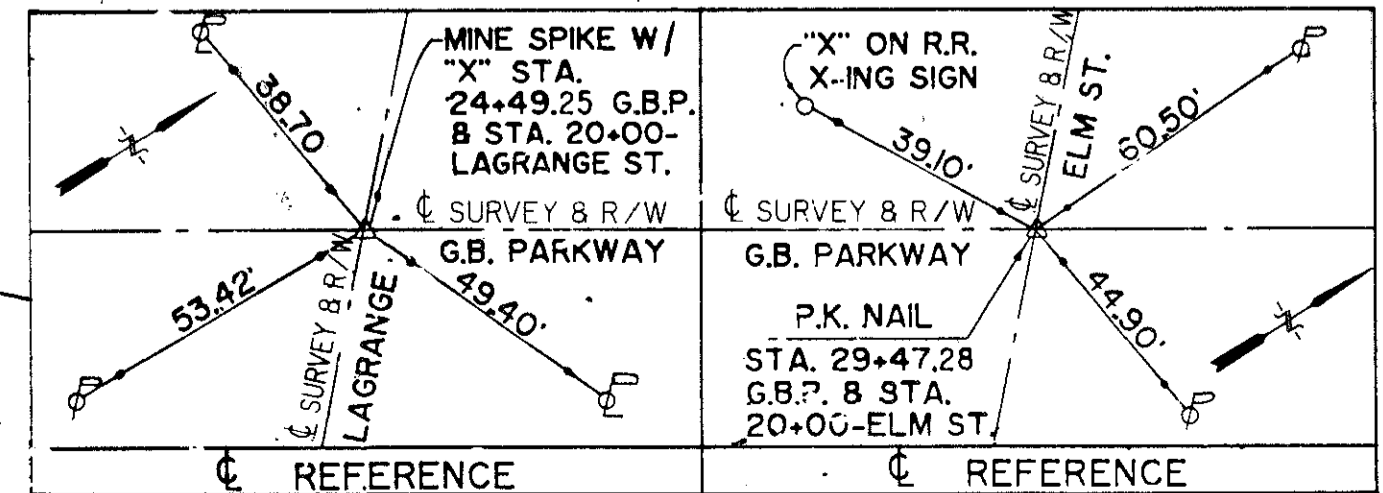 MINE SPIKE W/
"X" STA.
24+49.25 G.B.P.
& STA. 20+00-
LAGRANGE ST.
38.70
℄ SURVEY & R/W
G.B. PARKWAY
53.42'
49.40'
℄ SURVEY & R/W
LAGRANGE
N
℄ REFERENCE
"X" ON R.R.
X-ING SIGN
39.10'
60.50'
℄ SURVEY & R/W
ELM ST.
℄ SURVEY & R/W
G.B. PARKWAY
44.90'
P.K. NAIL
STA. 29+47.28
G.B.P. & STA.
20+00-ELM ST.
N
℄ REFERENCE